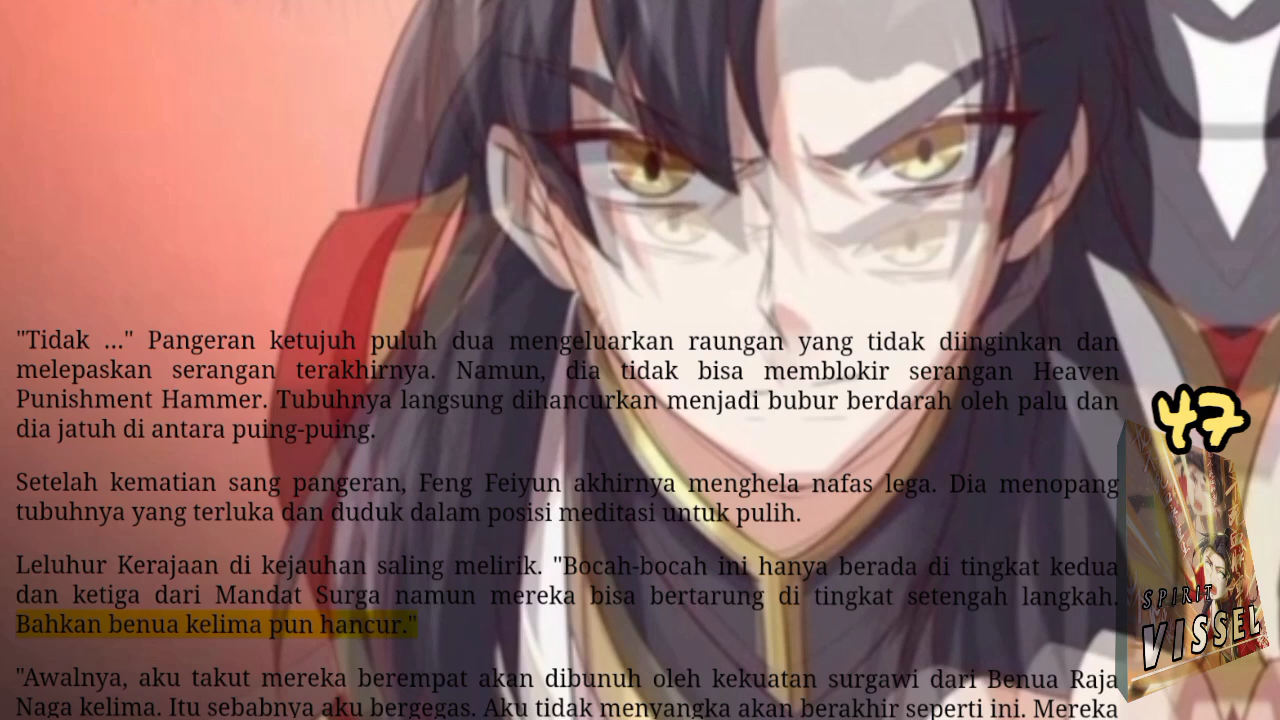 "Tidak ..." Pangeran ketujuh puluh dua mengeluarkan raungan yang tidak diinginkan dan
melepaskan serangan terakhirnya. Namun, dia tidak bisa memblokir serangan Heaven
Punishment Hammer. Tubuhnya langsung dihancurkan menjadi bubur berdarah oleh palu dan
dia jatuh di antara puing-puing.
Setelah kematian sang pangeran, Feng Feiyun akhirnya menghela nafas lega. Dia menopang
tubuhnya yang terluka dan duduk dalam posisi meditasi untuk pulih.
Leluhur Kerajaan di kejauhan saling melirik. "Bocah-bocah ini hanya berada di tingkat kedua
dan ketiga dari Mandat Surga namun mereka bisa bertarung di tingkat setengah langkah.
Bahkan benua kelima pun hancur."
"Awalnya, aku takut mereka berempat akan dibunuh oleh kekuatan surgawi dari Benua Raja
Naga kelima. Itu sebabnya aku bergegas. Aku tidak menyangka akan berakhir seperti ini. Mereka
47
SPIRIT
VISSEL